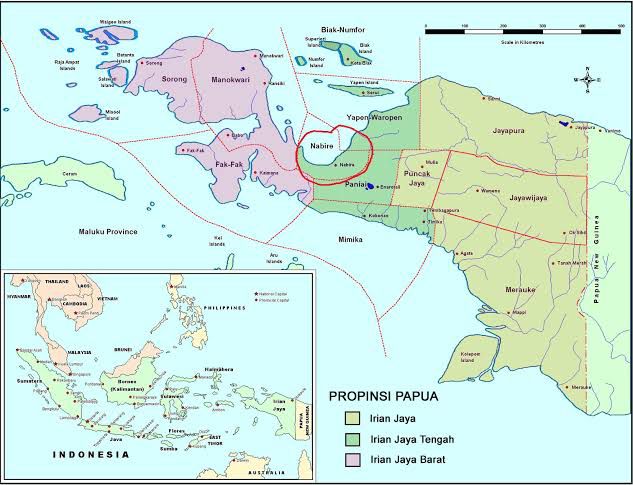 Waigeo Island
Biak-Numfor
Superiori Island
Biak Island
Kota Biak
Numfor Island
0 100 200 300 400 500
Scale in Kilometres
Batanta Islands
Raja Ampat Islands
Salawati Island
Sorong
Sorong
Manokwari
Manokwari
Ransiki
Misool Island
Yapen Island
Serui
Yapen-Waropen
Sarmi
Jayapura
Jayapura
Vanimo
Nabire
Nabire
Fak-Fak
Fak-Fak
Kaimana
Mulia
Puncak Jaya
Paniai
Enarotali
Wamena
Jayawijaya
Ceram
Maluku Province
Kokonao
Tembagapura
Timika
Mimika
Kei Islands
Aru Islands
Agats
Tanah Merah
Papua New Guinea
Merauke
Mappi
Kolepom Island
Merauke
THAILAND
LAOS
MYANMAR
VIETNAM
CAMBODIA
Manila
PHILIPPINES
National Capital
Provincial Capital
MALAYSIA
BRUNEI
Singapore
Sumatera
Borneo (Kalimantan)
Sulawesi
Halmahera
Irian Jaya
PAPUA NEW GUINEA
Java
Flores
Sumba
EAST TIMOR
INDONESIA
AUSTRALIA
PROPINSI PAPUA
Irian Jaya
Irian Jaya Tengah
Irian Jaya Barat